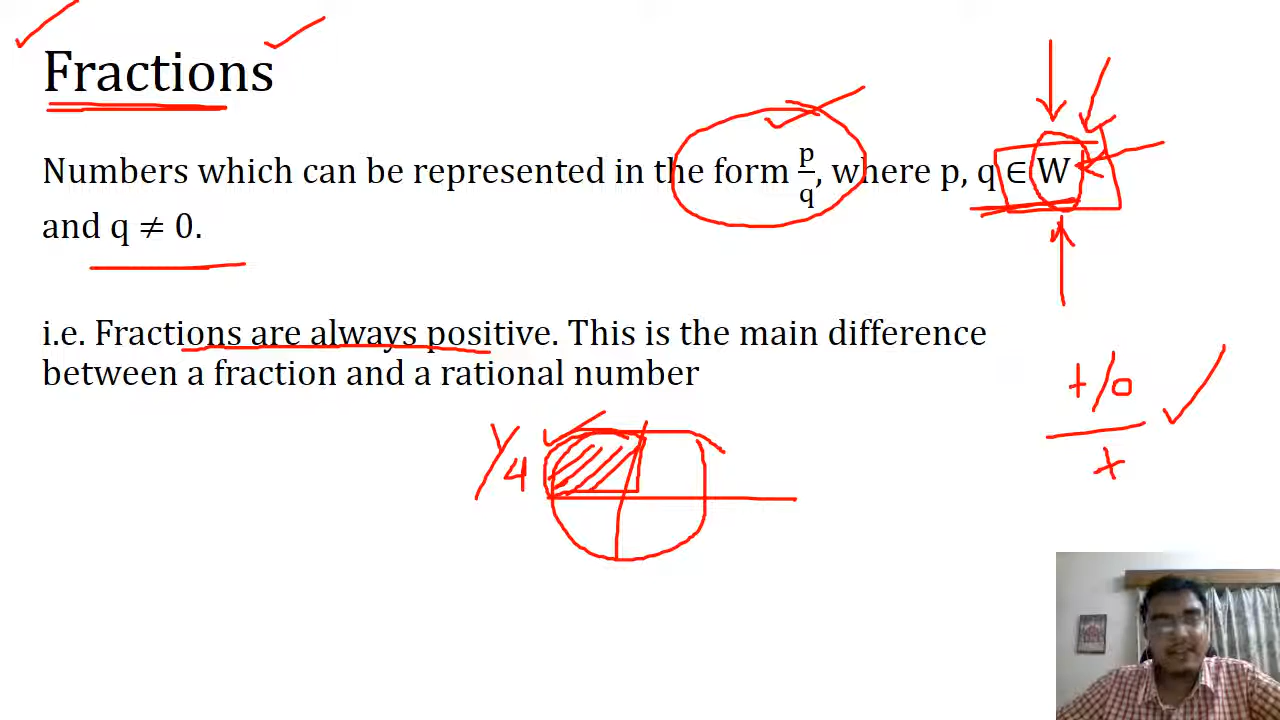 Fractions
Numbers which can be represented in the form p/q, where p, q ∈ W
and q ≠ 0.
i.e. Fractions are always positive. This is the main difference
between a fraction and a rational number
+/0
+
1/4